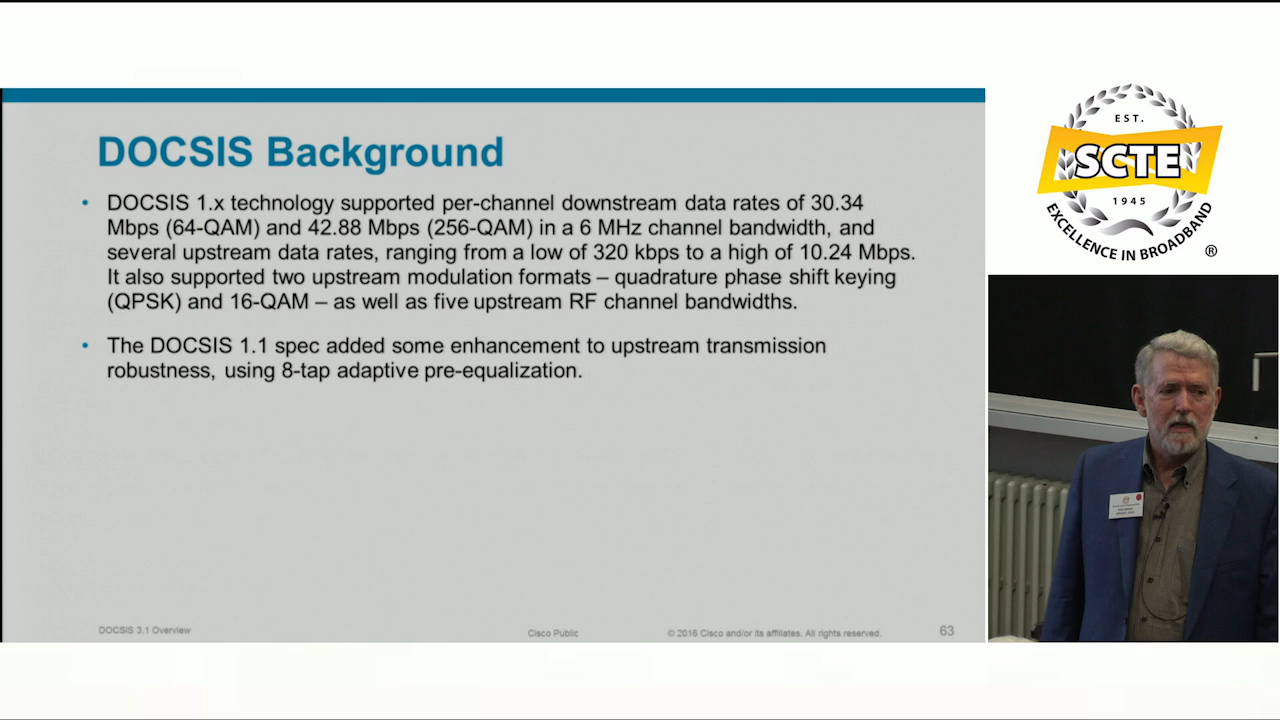 DOCSIS Background
• DOCSIS 1.x technology supported per-channel downstream data rates of 30.34
Mbps (64-QAM) and 42.88 Mbps (256-QAM) in a 6 MHz channel bandwidth, and
several upstream data rates, ranging from a low of 320 kbps to a high of 10.24 Mbps.
It also supported two upstream modulation formats – quadrature phase shift keying
(QPSK) and 16-QAM – as well as five upstream RF channel bandwidths.
• The DOCSIS 1.1 spec added some enhancement to upstream transmission
robustness, using 8-tap adaptive pre-equalization.
DOCSIS 3.1 Overview
Cisco Public
© 2016 Cisco and/or its affiliates. All rights reserved.
63
EST.
SCTE
1945
EXCELLENCE IN BROADBAND
®